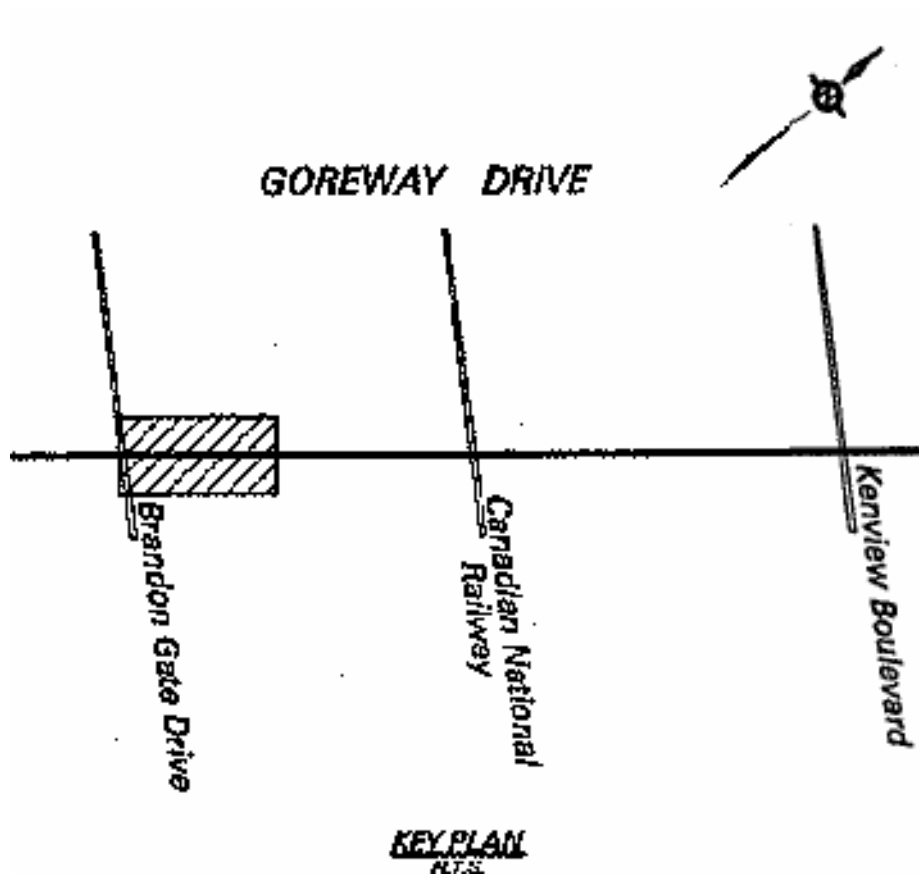 GOREWAY DRIVE
Brandon Gate Drive
Canadian National
Railway
Kenview Boulevard
KEY PLAN
N.T.S.